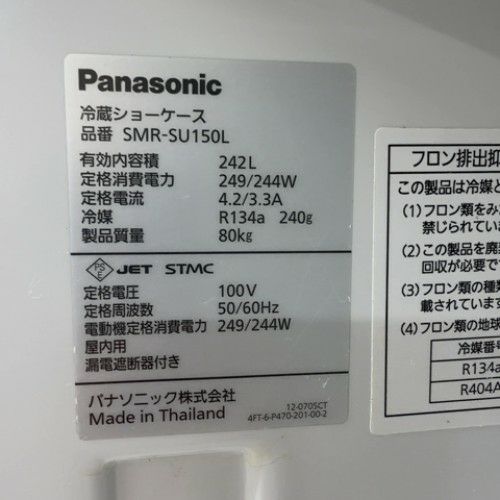 Panasonic
冷蔵ショーケース
品番 SMR-SU150L
有効内容積 242L
定格消費電力 249/244W
定格電流 4.2/3.3A
冷媒 R134a 240g
製品質量 80kg
PSE JET STMC
定格電圧 100V
定格周波数 50/60Hz
電動機定格消費電力 249/244W
屋内用
漏電遮断器付き
パナソニック株式会社
12-0705CT
Made in Thailand 4FT-6-P470-201-00-2
フロン排出抑
この製品は冷媒と
(1)フロン類をみ
禁じられてい
(2)この製品を廃
回収が必要で
(3)フロン類の種類
載されています
(4)フロン類の地球
冷媒番号
R134a
R404A